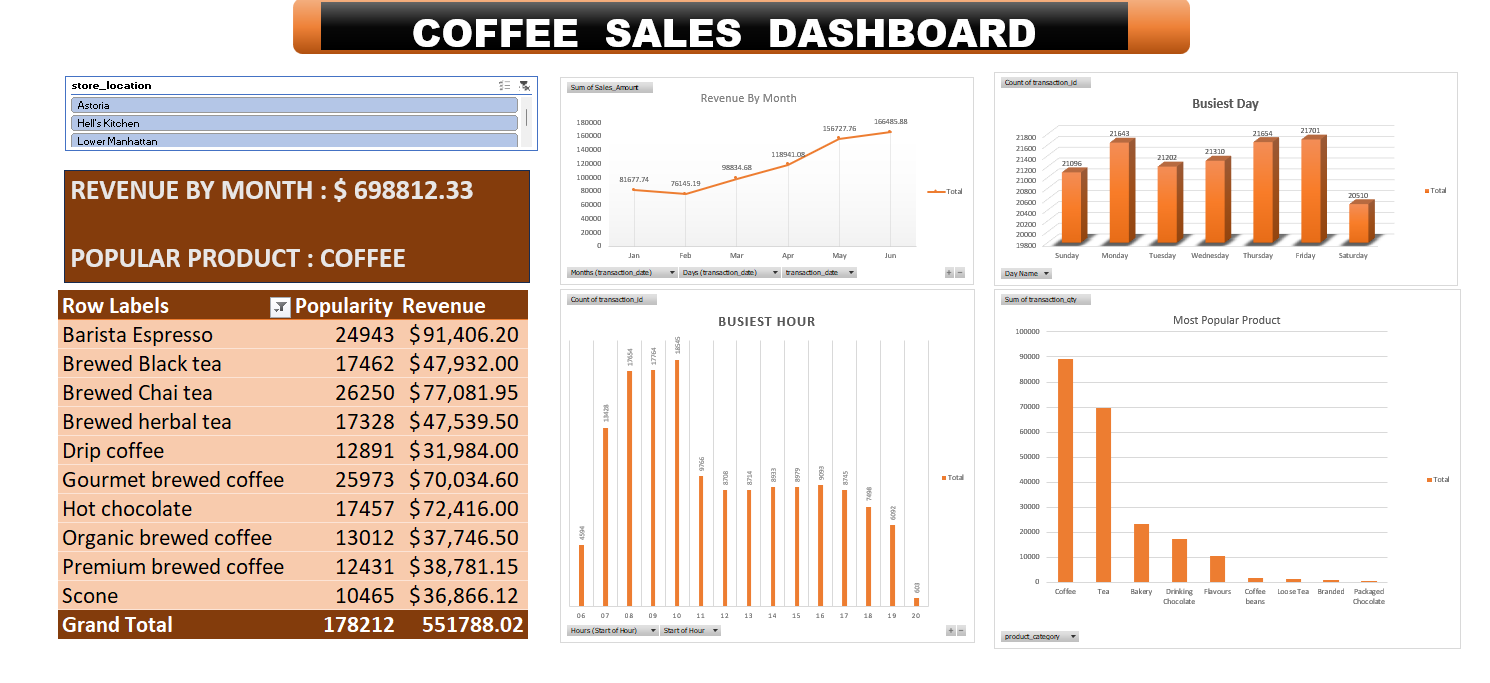 COFFEE SALES DASHBOARD
store_location
Astoria
Hell's Kitchen
Lower Manhattan
REVENUE BY MONTH : $ 698812.33
POPULAR PRODUCT : COFFEE
Row Labels Popularity Revenue
Barista Espresso 24943 $91,406.20
Brewed Black tea 17462 $47,932.00
Brewed Chai tea 26250 $77,081.95
Brewed herbal tea 17328 $47,539.50
Drip coffee 12891 $31,984.00
Gourmet brewed coffee 25973 $70,034.60
Hot chocolate 17457 $72,416.00
Organic brewed coffee 13012 $37,746.50
Premium brewed coffee 12431 $38,781.15
Scone 10465 $36,866.12
Grand Total 178212 551788.02
Sum of Sales_Amount
Revenue By Month
180000
160000
140000
120000
100000
80000
60000
40000
20000
0
81677.74 76145.19 98834.68 118941.08 156727.76 166485.88
Jan Feb Mar Apr May Jun
Total
Months (transaction_date) Days (transaction_date) transaction_date
Count of transaction_id
Busiest Day
21800
21600
21400
21200
21000
20800
20600
20400
20200
20000
19800
21096 21643 21202 21310 21654 21701 20510
Sunday Monday Tuesday Wednesday Thursday Friday Saturday
Total
Day Name
Count of transaction_id
BUSIEST HOUR
4594 13428 17654 17764 18545 9766 8708 8714 8933 8979 9093 8745 7498 6092 603
06 07 08 09 10 11 12 13 14 15 16 17 18 19 20
Total
Hours (Start of Hour) Start of Hour
Sum of transaction_qty
Most Popular Product
100000
90000
80000
70000
60000
50000
40000
30000
20000
10000
0
Coffee Tea Bakery Drinking Chocolate Flavours Coffee beans Loose Tea Branded Packaged Chocolate
Total
product_category